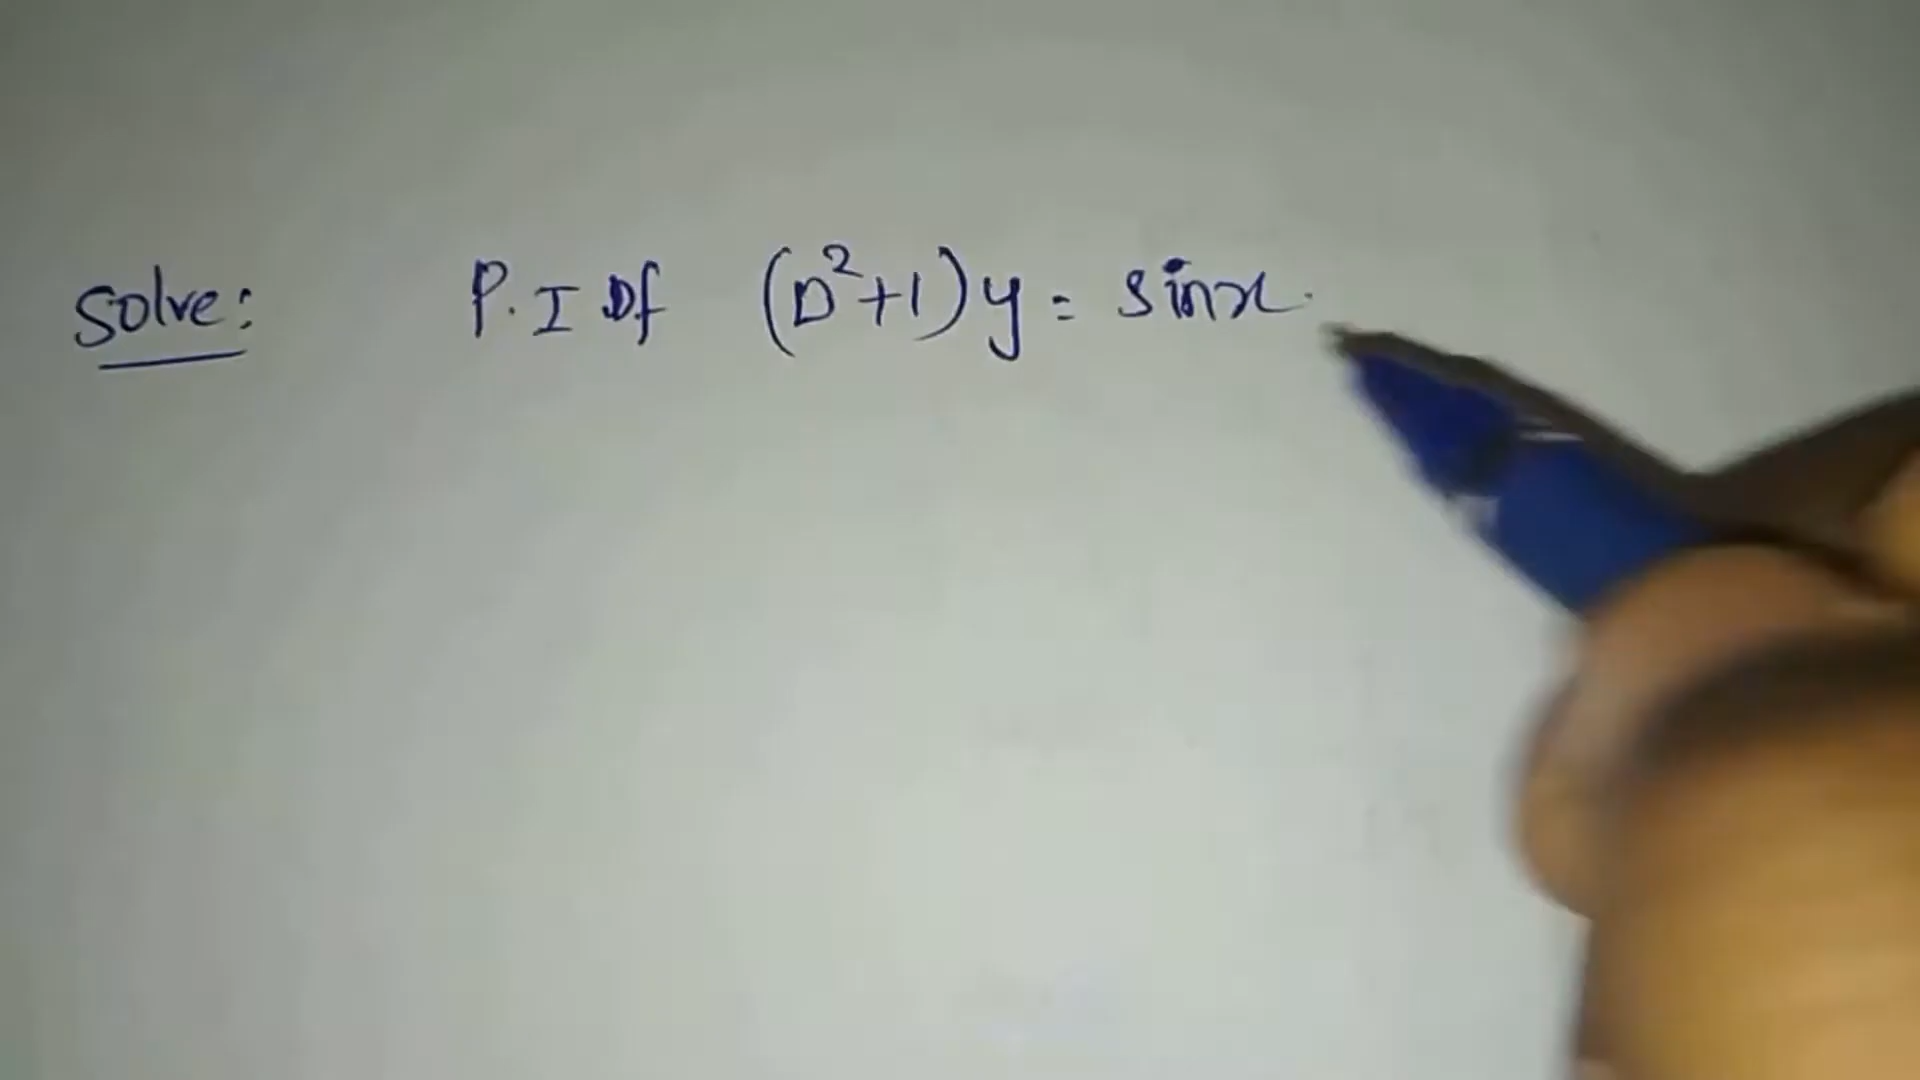 Solve: P.I Of (D²+1)y = sinx.